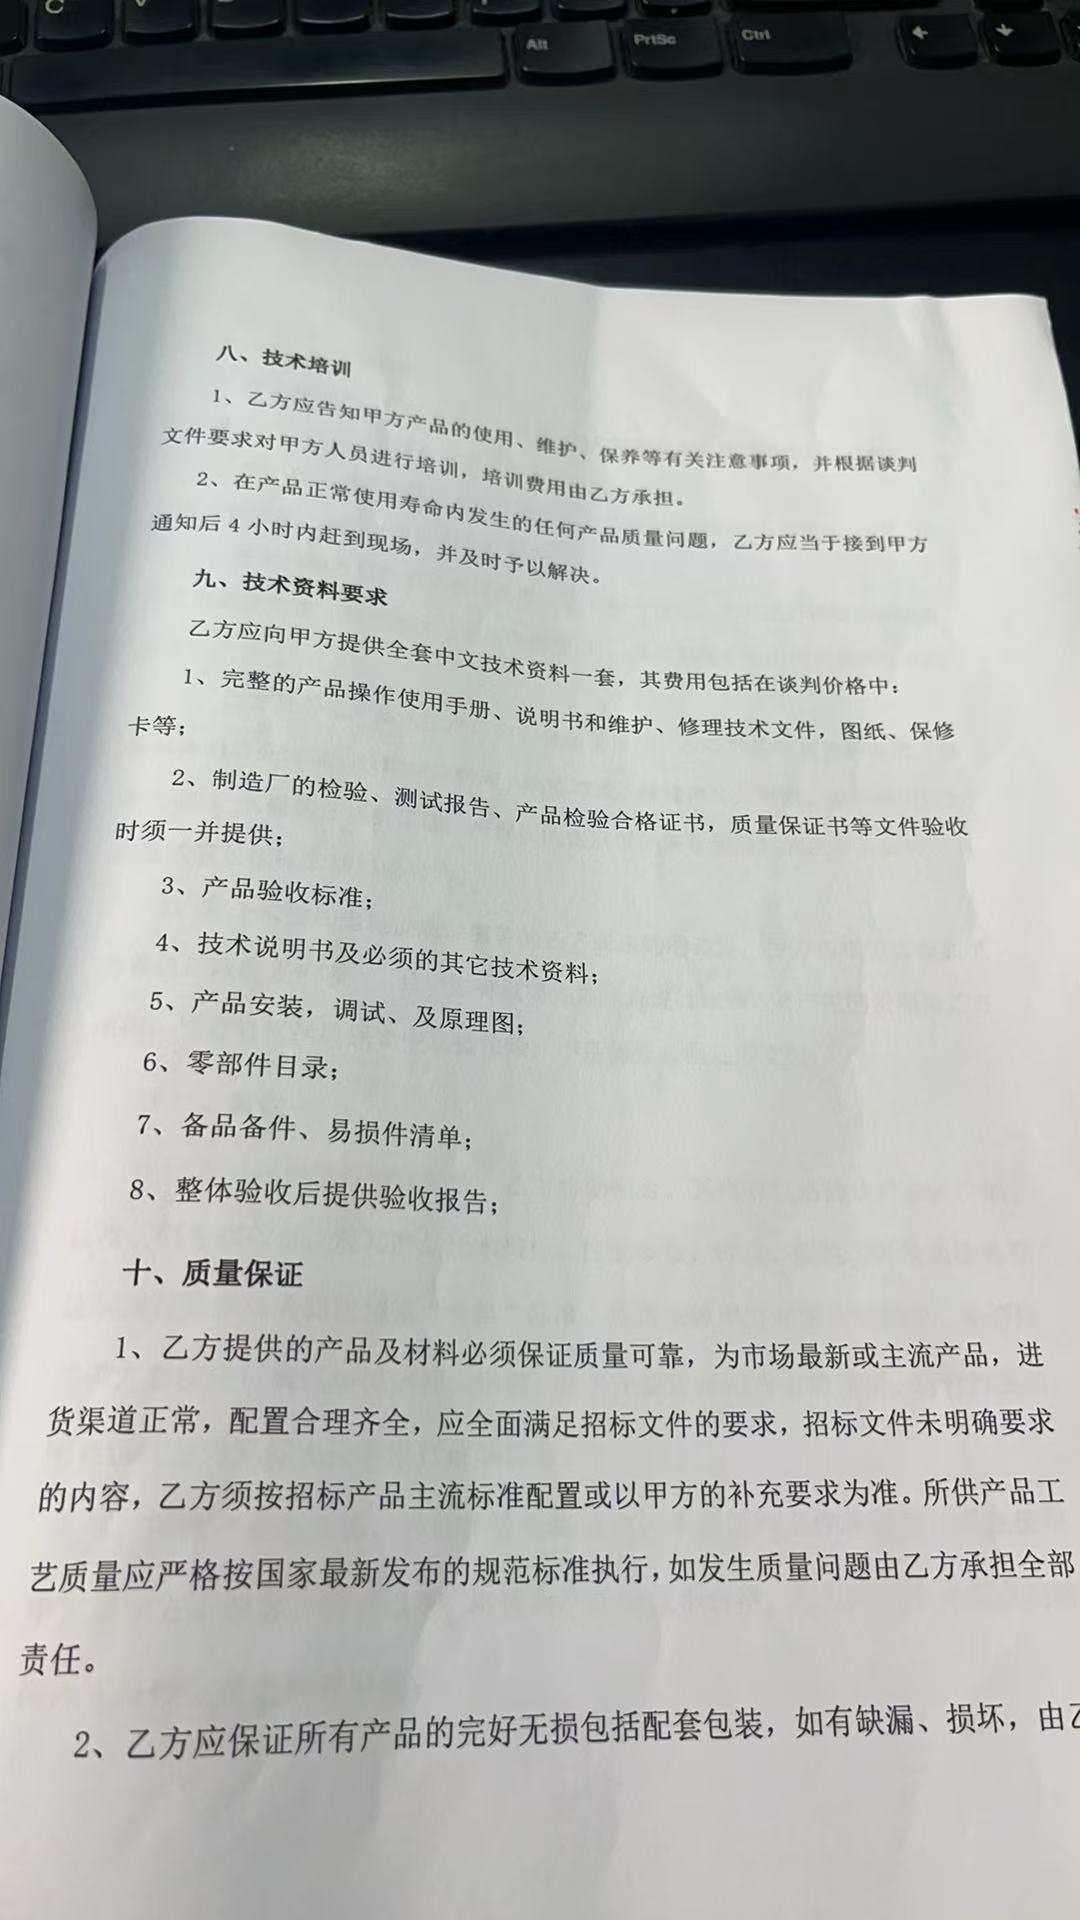 C
V
Alt
PrtSc
Ctrl
八、技术培训
1、乙方应告知甲方产品的使用、维护、保养等有关注意事项，并根据谈判
文件要求对甲方人员进行培训，培训费用由乙方承担。
2、在产品正常使用寿命内发生的任何产品质量问题，乙方应当于接到甲方
通知后 4 小时内赶到现场，并及时予以解决。
九、技术资料要求
乙方应向甲方提供全套中文技术资料一套，其费用包括在谈判价格中：
1、完整的产品操作使用手册、说明书和维护、修理技术文件，图纸、保修
卡等；
2、制造厂的检验、测试报告、产品检验合格证书，质量保证书等文件验收
时须一并提供；
3、产品验收标准；
4、技术说明书及必须的其它技术资料；
5、产品安装，调试、及原理图；
6、零部件目录；
7、备品备件、易损件清单；
8、整体验收后提供验收报告；
十、质量保证
1、乙方提供的产品及材料必须保证质量可靠，为市场最新或主流产品，进
货渠道正常，配置合理齐全，应全面满足招标文件的要求，招标文件未明确要求
的内容，乙方须按招标产品主流标准配置或以甲方的补充要求为准。所供产品工
艺质量应严格按国家最新发布的规范标准执行，如发生质量问题由乙方承担全部
责任。
2、乙方应保证所有产品的完好无损包括配套包装，如有缺漏、损坏，由乙